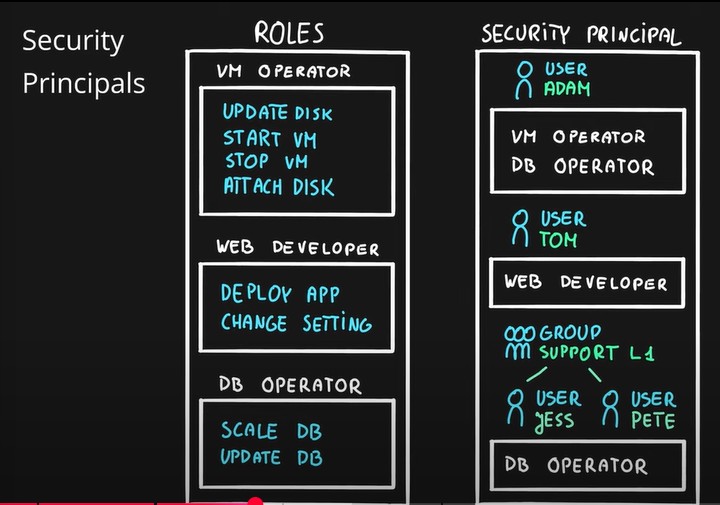 Security
Principals
ROLES
VM OPERATOR
UPDATE DISK
START VM
STOP VM
ATTACH DISK
WEB DEVELOPER
DEPLOY APP
CHANGE SETTING
DB OPERATOR
SCALE DB
UPDATE DB
SECURITY PRINCIPAL
USER
ADAM
VM OPERATOR
DB OPERATOR
USER
TOM
WEB DEVELOPER
GROUP
SUPPORT L1
USER
JESS
USER
PETE
DB OPERATOR